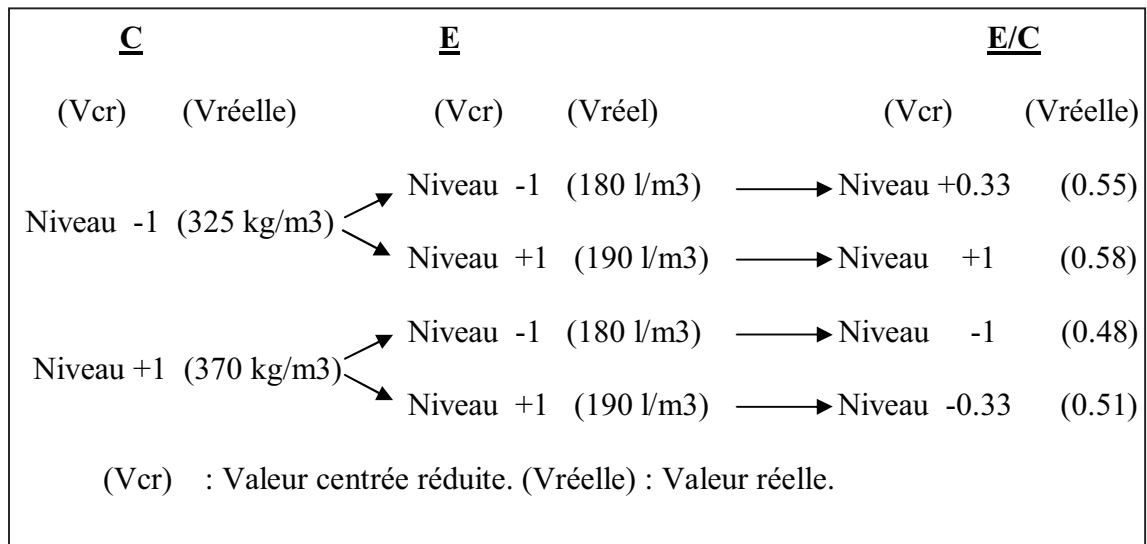 C E E/C
(Vcr) (Vréelle) (Vcr) (Vréel) (Vcr) (Vréelle)
Niveau -1 (180 l/m3) Niveau +0.33 (0.55)
Niveau -1 (325 kg/m3)
Niveau +1 (190 l/m3) Niveau +1 (0.58)
Niveau -1 (180 l/m3) Niveau -1 (0.48)
Niveau +1 (370 kg/m3)
Niveau +1 (190 l/m3) Niveau -0.33 (0.51)
(Vcr) : Valeur centrée réduite. (Vréelle) : Valeur réelle.